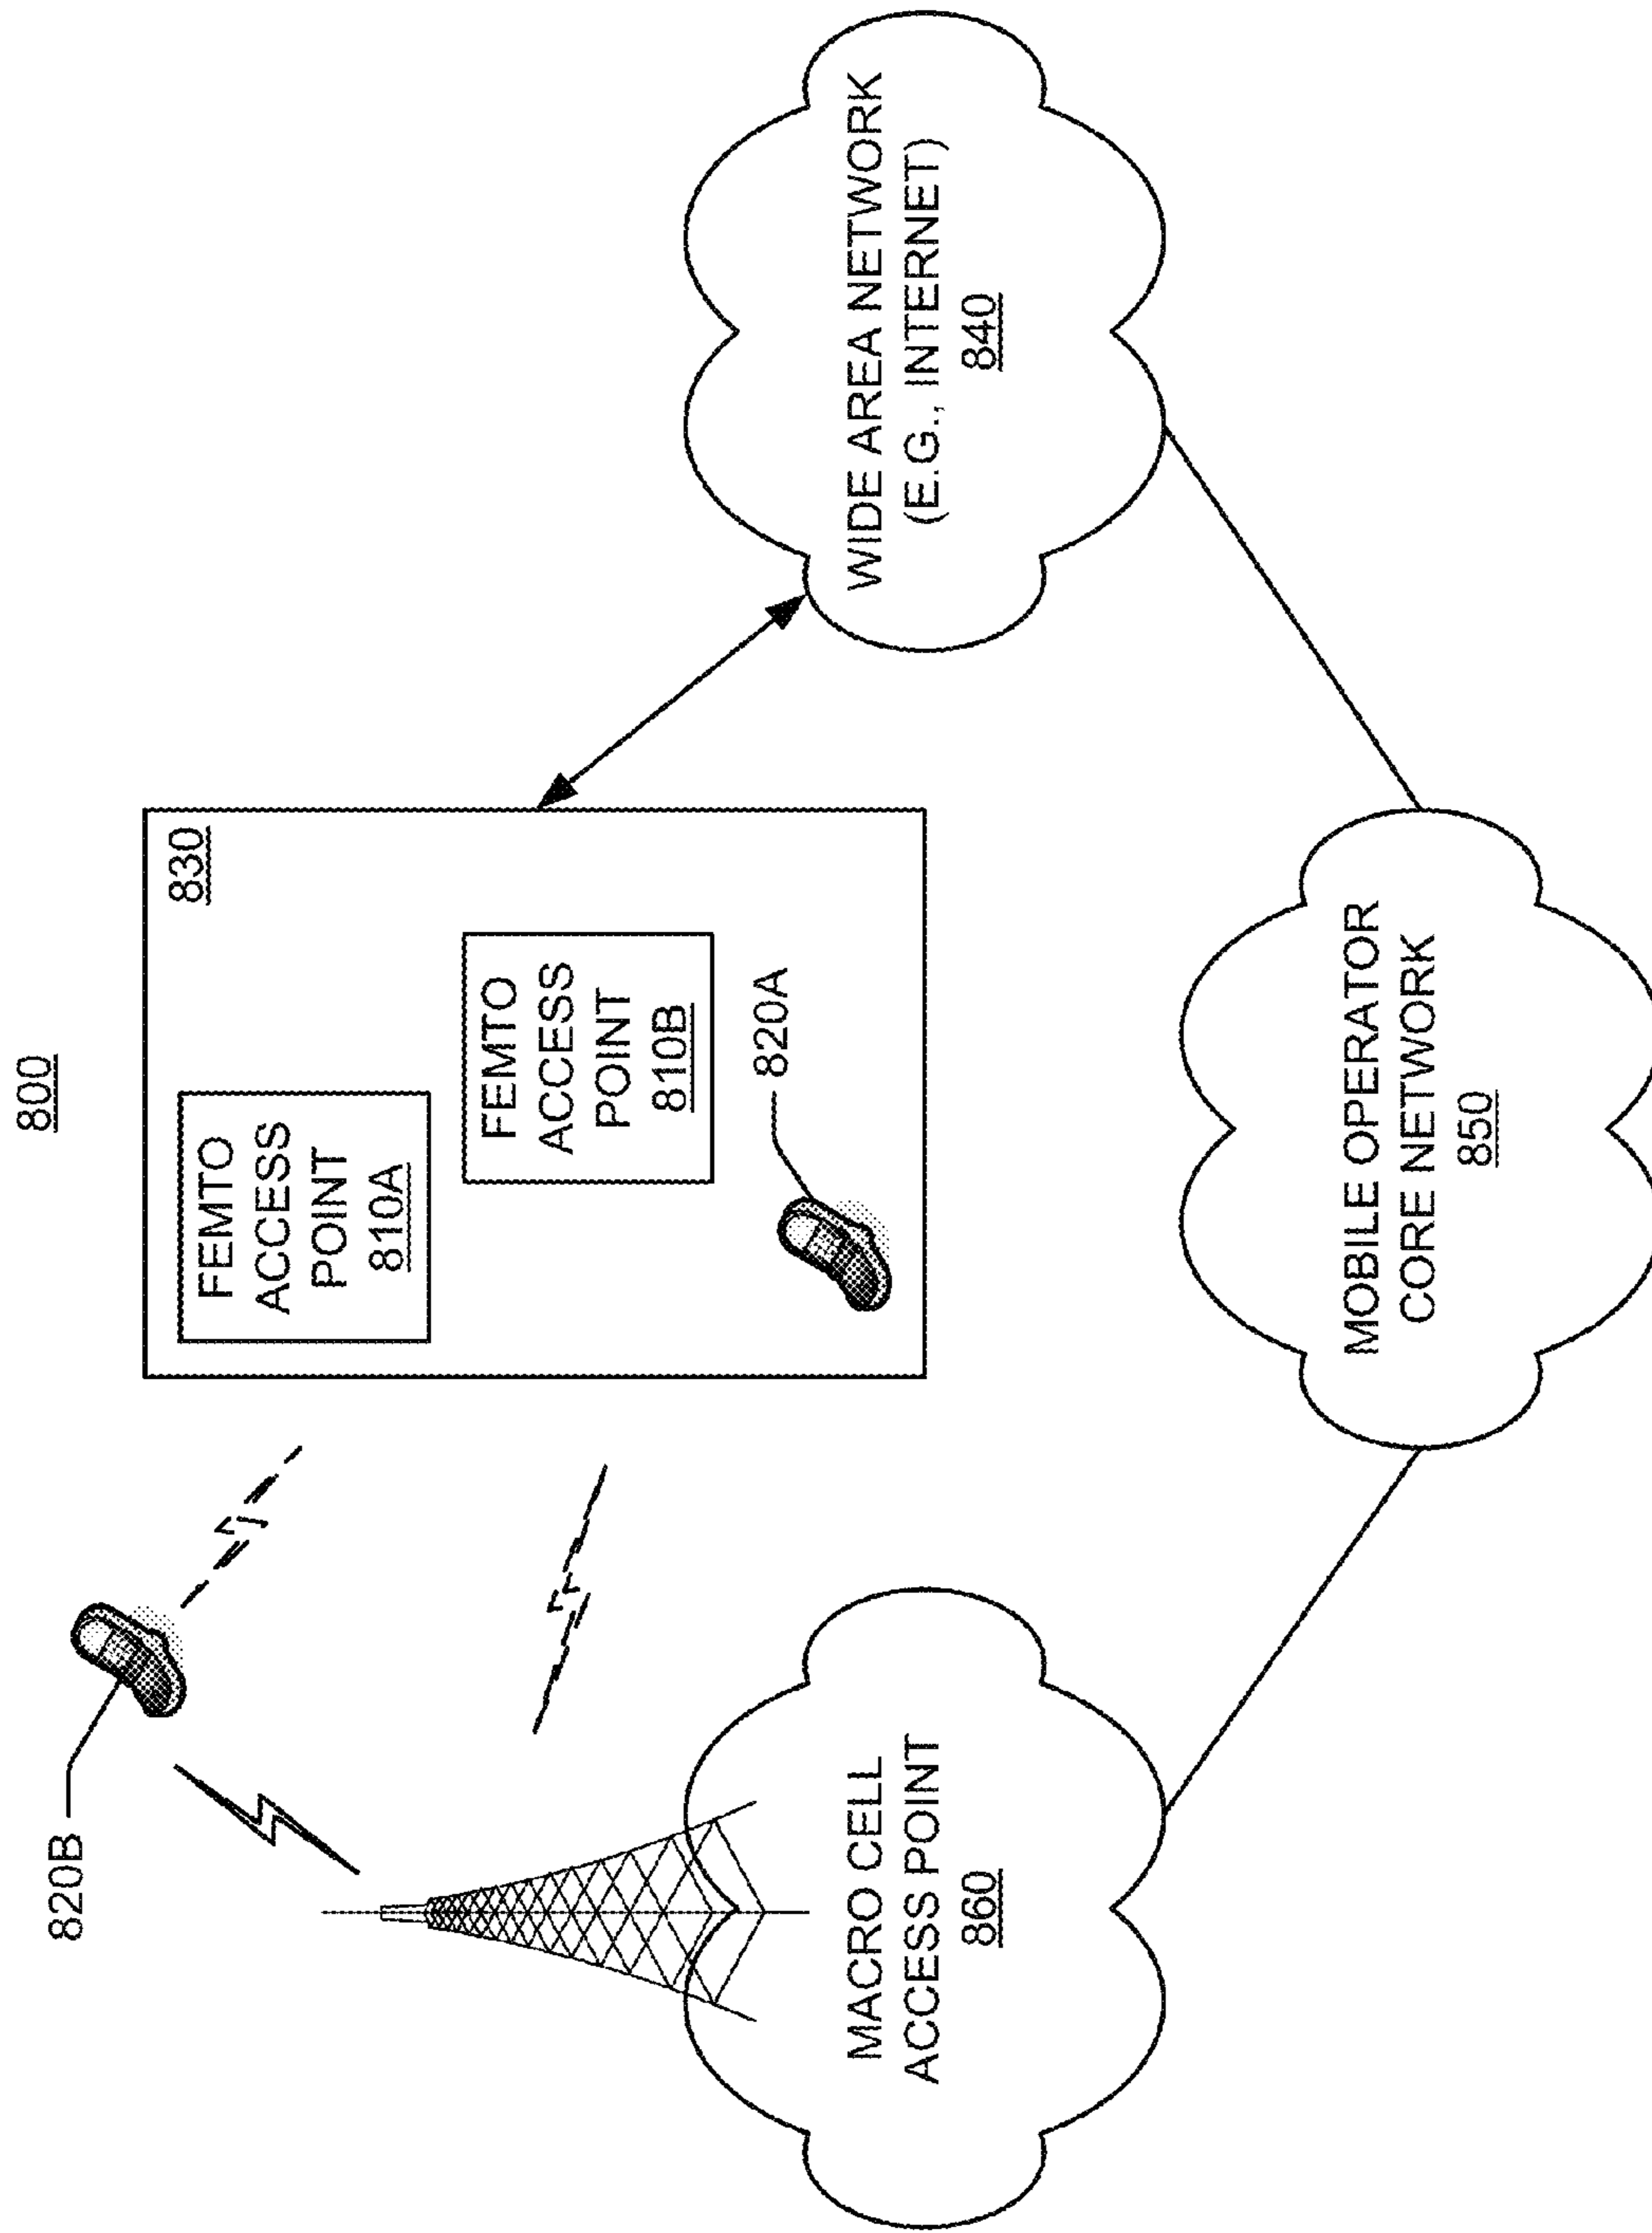 800
820B
830
FEMTO
ACCESS
POINT
810A
FEMTO
ACCESS
POINT
810B
820A
MACRO CELL
ACCESS POINT
860
WIDE AREA NETWORK
(E.G., INTERNET)
840
MOBILE OPERATOR
CORE NETWORK
850